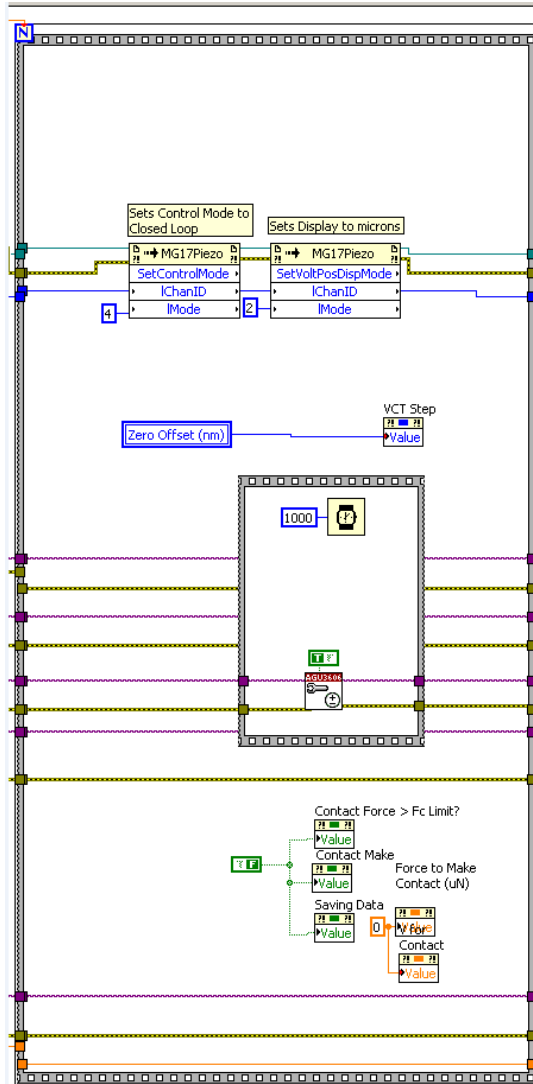 N
Sets Control Mode to
Closed Loop
Sets Display to microns
MG17Piezo
SetControlMode
lChanID
4
lMode
MG17Piezo
SetVoltPosDispMode
lChanID
2
lMode
VCT Step
Zero Offset (nm)
Value
1000
T
AGU3606
Contact Force > Fc Limit?
Value
Contact Make
F
Value
Force to Make
Contact (uN)
Saving Data
Value
0
V for
Contact
Value